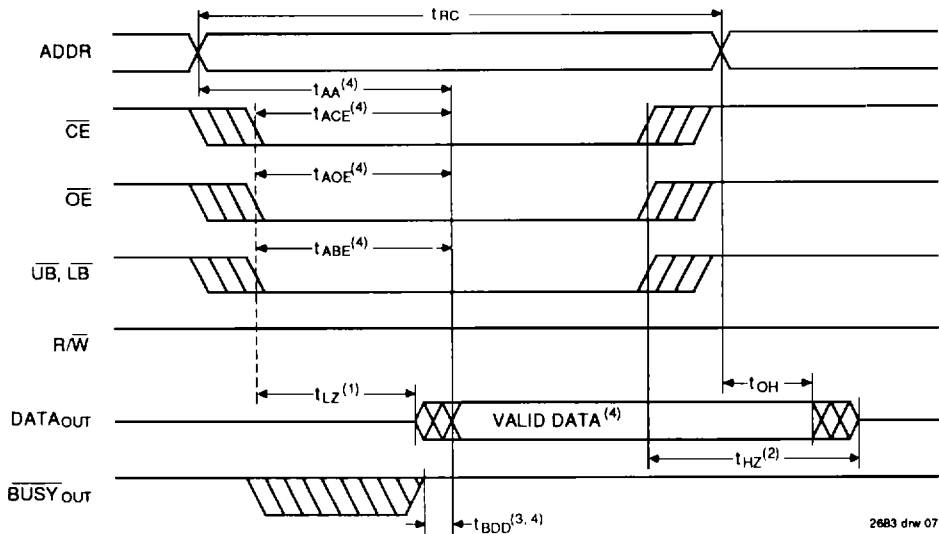 tRC
ADDR
tAA(4)
tACE(4)
CE
tAOE(4)
OE
tABE(4)
UB, LB
R/W
tLZ(1)
tOH
DATAOUT
VALID DATA(4)
tHZ(2)
BUSYOUT
tBDD(3, 4)
2683 drw 07